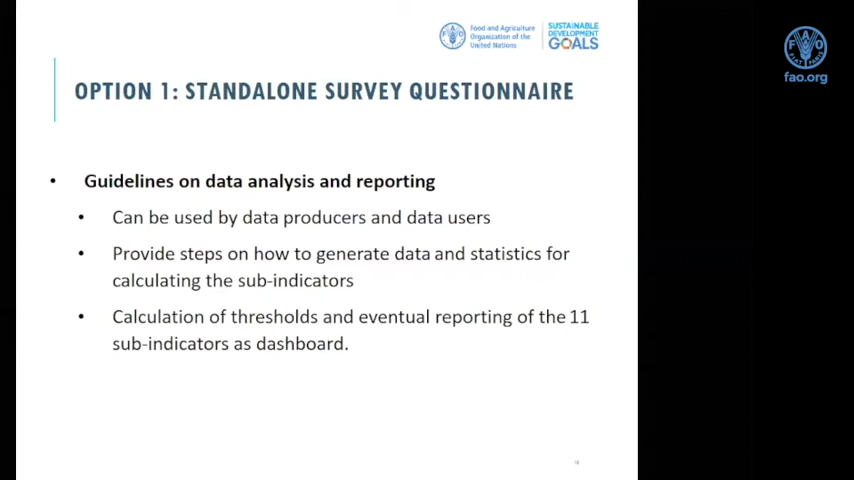 Food and Agriculture
Organization of the
United Nations
SUSTAINABLE
DEVELOPMENT
GOALS
F A O
FIAT PANIS
fao.org
OPTION 1: STANDALONE SURVEY QUESTIONNAIRE
• Guidelines on data analysis and reporting
• Can be used by data producers and data users
• Provide steps on how to generate data and statistics for
calculating the sub-indicators
• Calculation of thresholds and eventual reporting of the 11
sub-indicators as dashboard.